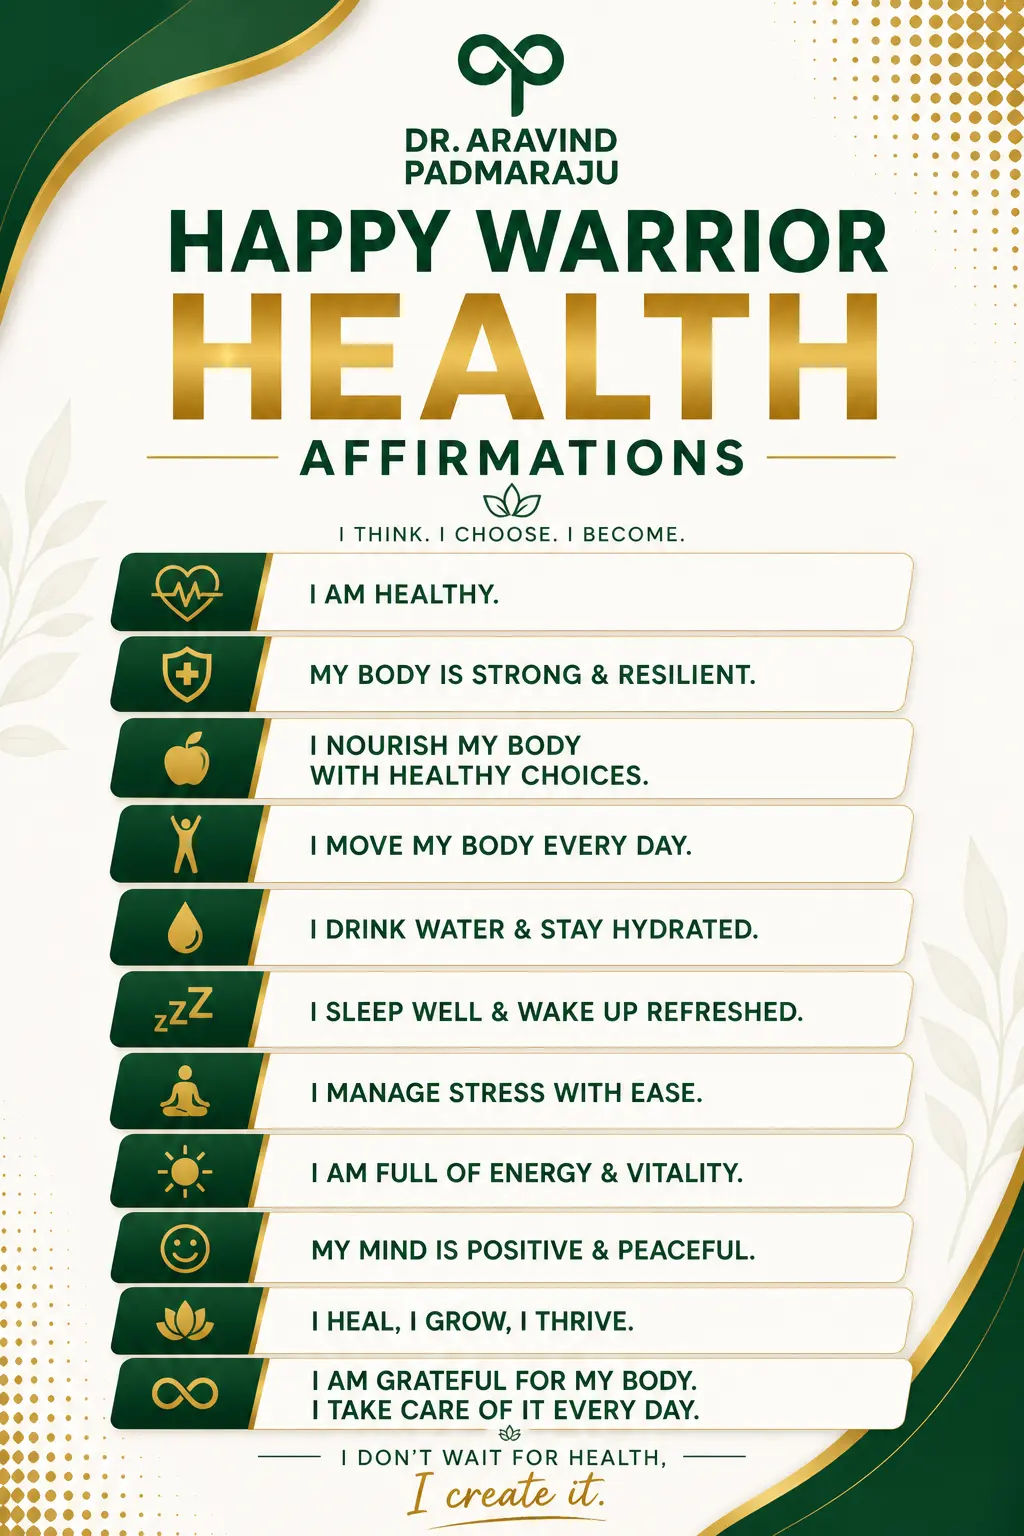 DR. ARAVIND
PADMARAJU
HAPPY WARRIOR
HEALTH
AFFIRMATIONS
I THINK. I CHOOSE. I BECOME.
I AM HEALTHY.
MY BODY IS STRONG & RESILIENT.
I NOURISH MY BODY
WITH HEALTHY CHOICES.
I MOVE MY BODY EVERY DAY.
I DRINK WATER & STAY HYDRATED.
zZZ
I SLEEP WELL & WAKE UP REFRESHED.
I MANAGE STRESS WITH EASE.
I AM FULL OF ENERGY & VITALITY.
MY MIND IS POSITIVE & PEACEFUL.
I HEAL, I GROW, I THRIVE.
I AM GRATEFUL FOR MY BODY.
I TAKE CARE OF IT EVERY DAY.
I DON'T WAIT FOR HEALTH,
I create it.